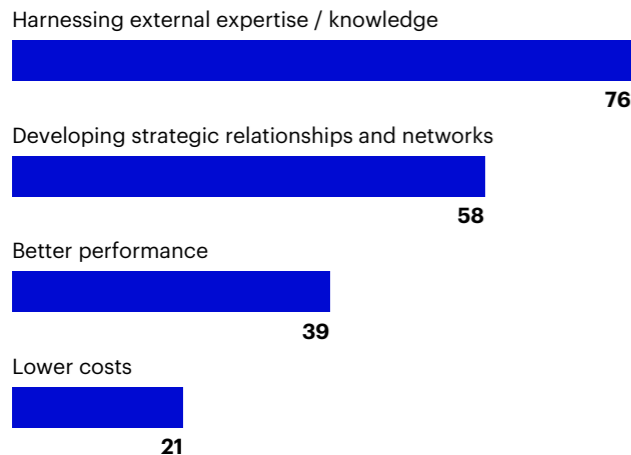 Harnessing external expertise / knowledge
76
Developing strategic relationships and networks
58
Better performance
39
Lower costs
21